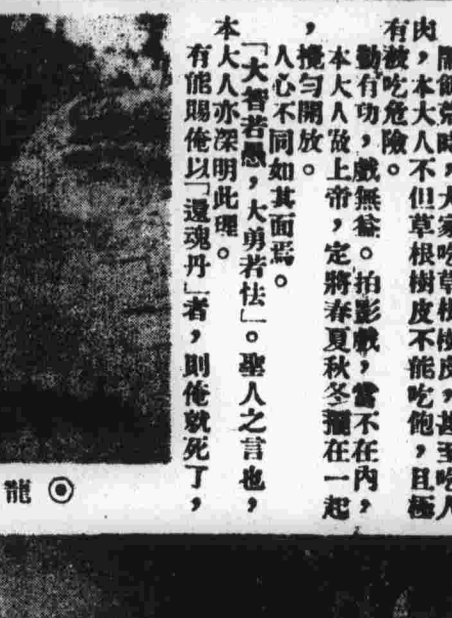 鬧飢荒時，大家吃草根樹皮，甚至吃人
肉，本大人不但草根樹皮不能吃飽，且極
有被吃危險。
勤有功，戲無益。拍影戲，當不在內，
本大人做上帝，定將春夏秋冬擺在一起
，攪勻開放。
人心不同如其面焉。
「大智若愚，大勇若怯」。聖人之言也，
本大人亦深明此理。
有能賜俺以「還魂丹」者，則俺就死了，
龍